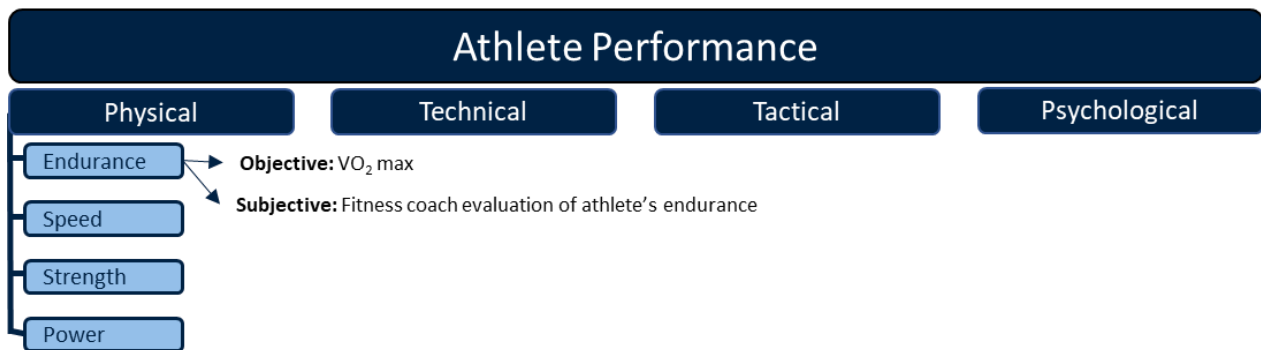 Athlete Performance
Physical
Technical
Tactical
Psychological
Endurance
Objective: VO₂ max
Subjective: Fitness coach evaluation of athlete’s endurance
Speed
Strength
Power